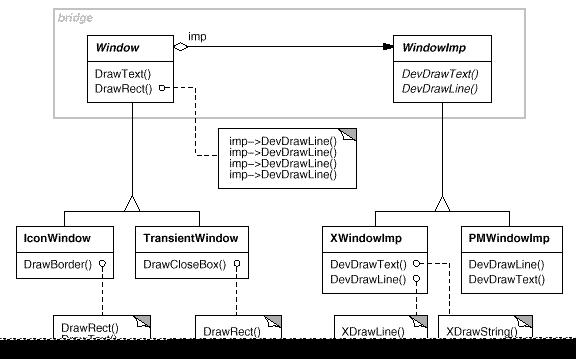 bridge
imp
Window
WindowImp
DrawText()
DrawRect()
DevDrawText()
DevDrawLine()
imp->DevDrawLine()
imp->DevDrawLine()
imp->DevDrawLine()
imp->DevDrawLine()
IconWindow
TransientWindow
XWindowImp
PMWindowImp
DrawBorder()
DrawCloseBox()
DevDrawText()
DevDrawLine()
DevDrawLine()
DevDrawText()
DrawRect()
DrawRect()
XDrawLine()
XDrawString()